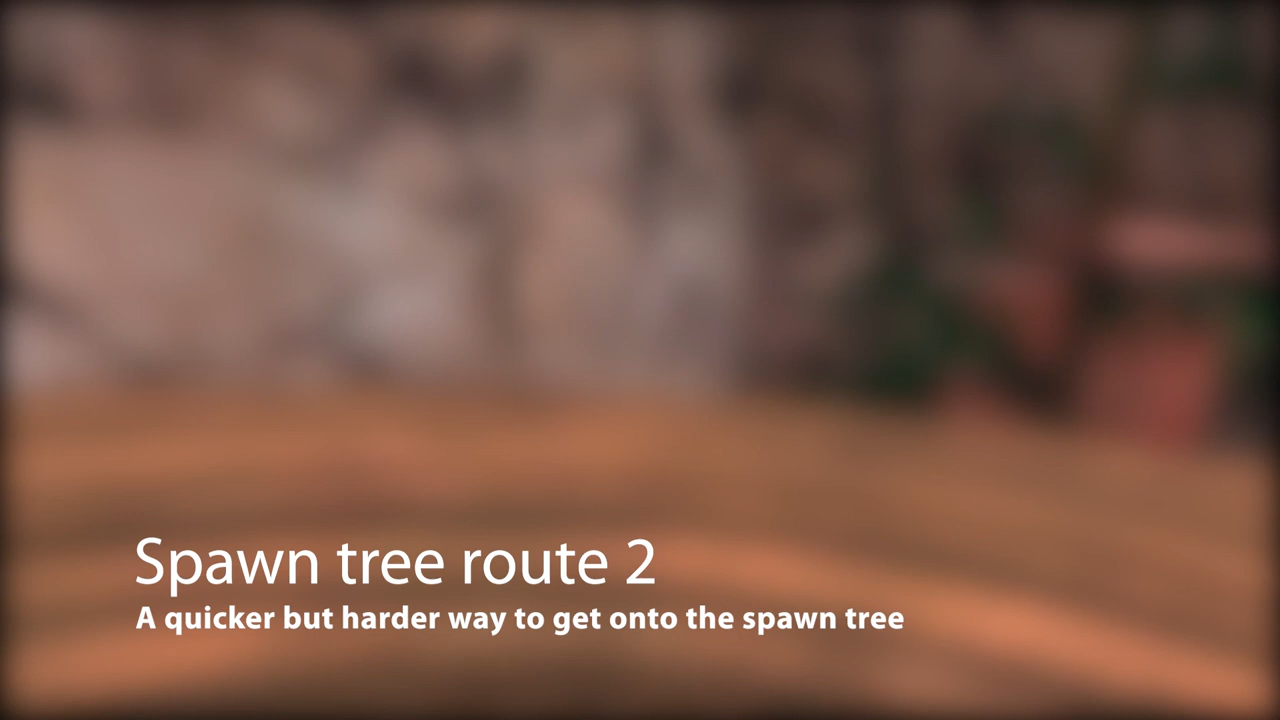 Spawn tree route 2
A quicker but harder way to get onto the spawn tree